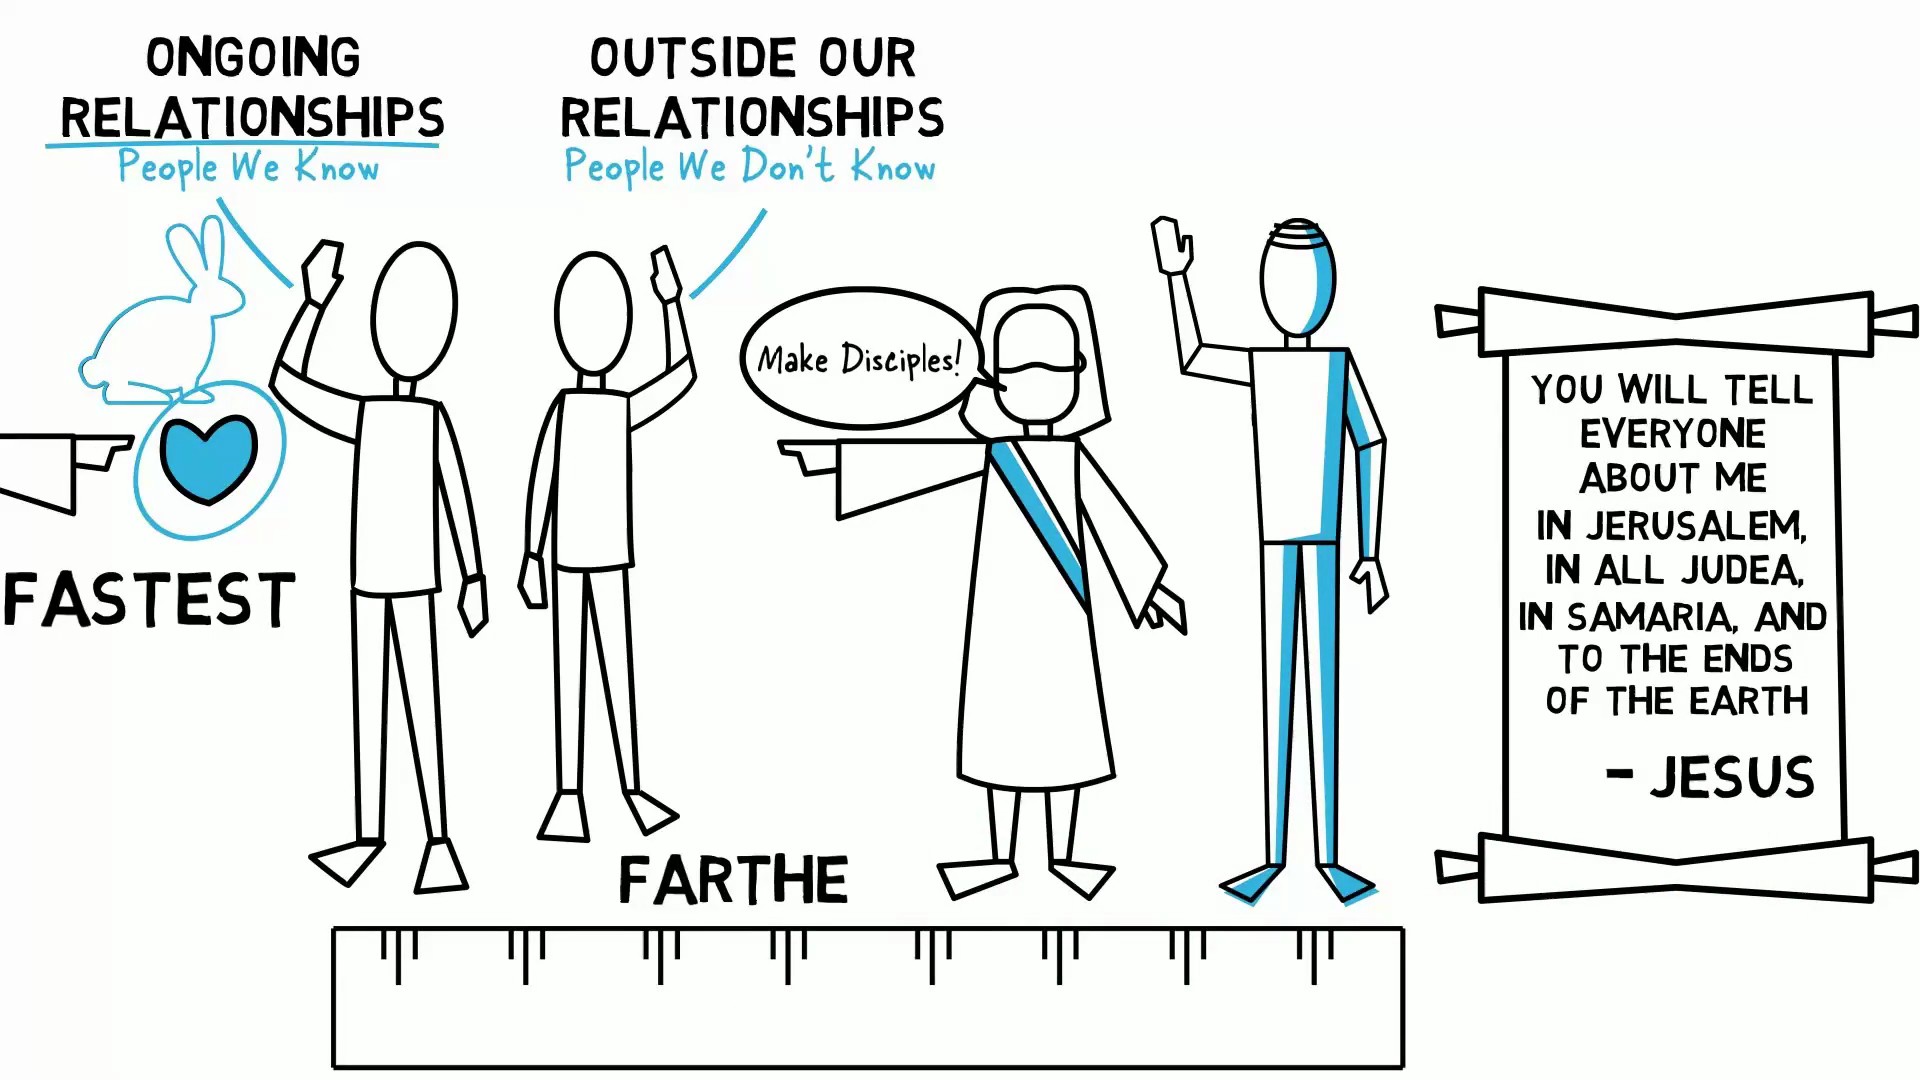 ONGOING
RELATIONSHIPS
People We Know
OUTSIDE OUR
RELATIONSHIPS
People We Don't Know
Make Disciples!
FASTEST
FARTHE
YOU WILL TELL
EVERYONE
ABOUT ME
IN JERUSALEM,
IN ALL JUDEA,
IN SAMARIA, AND
TO THE ENDS
OF THE EARTH
- JESUS